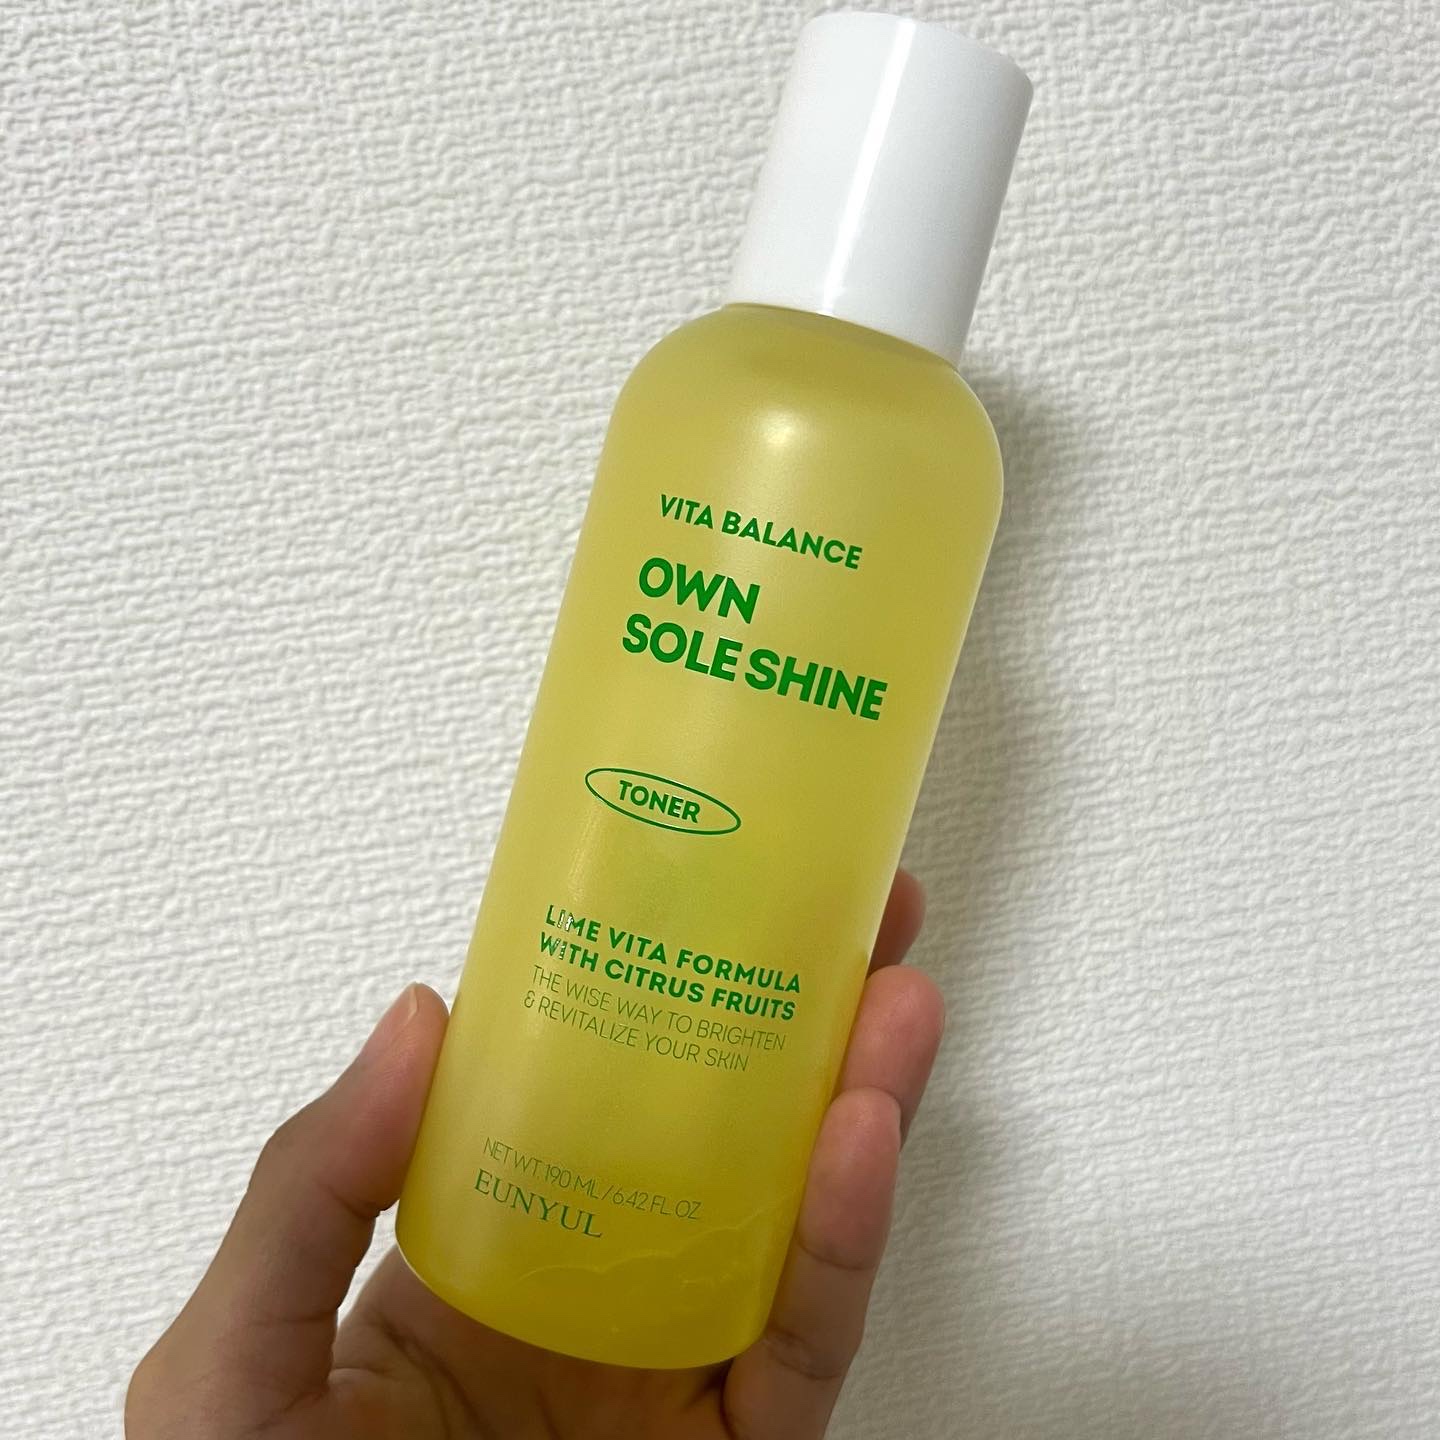 VITA BALANCE
OWN
SOLE SHINE
TONER
LIME VITA FORMULA
WITH CITRUS FRUITS
THE WISE WAY TO BRIGHTEN
& REVITALIZE YOUR SKIN
NET WT. 190 ML / 6.42 FL. OZ.
EUNYUL